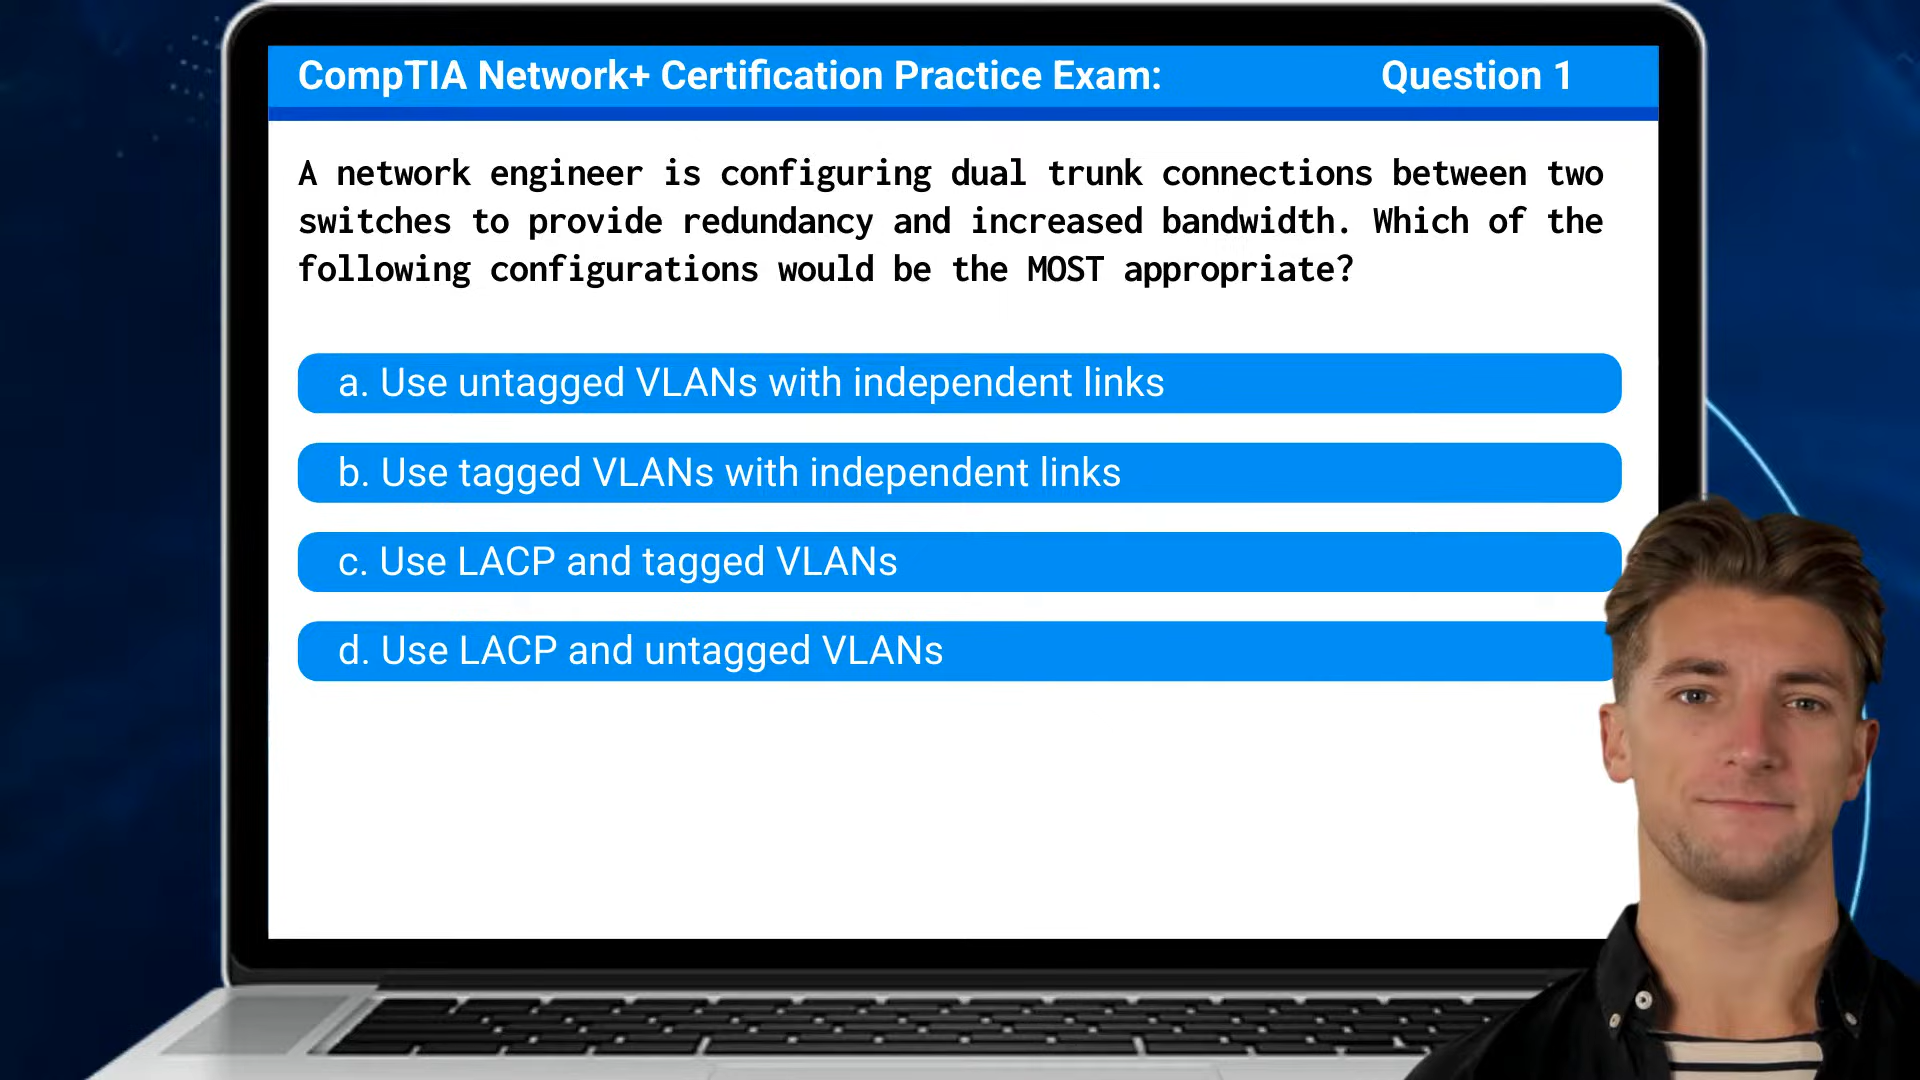 CompTIA Network+ Certification Practice Exam: Question 1
A network engineer is configuring dual trunk connections between two
switches to provide redundancy and increased bandwidth. Which of the
following configurations would be the MOST appropriate?
a. Use untagged VLANs with independent links
b. Use tagged VLANs with independent links
c. Use LACP and tagged VLANs
d. Use LACP and untagged VLANs